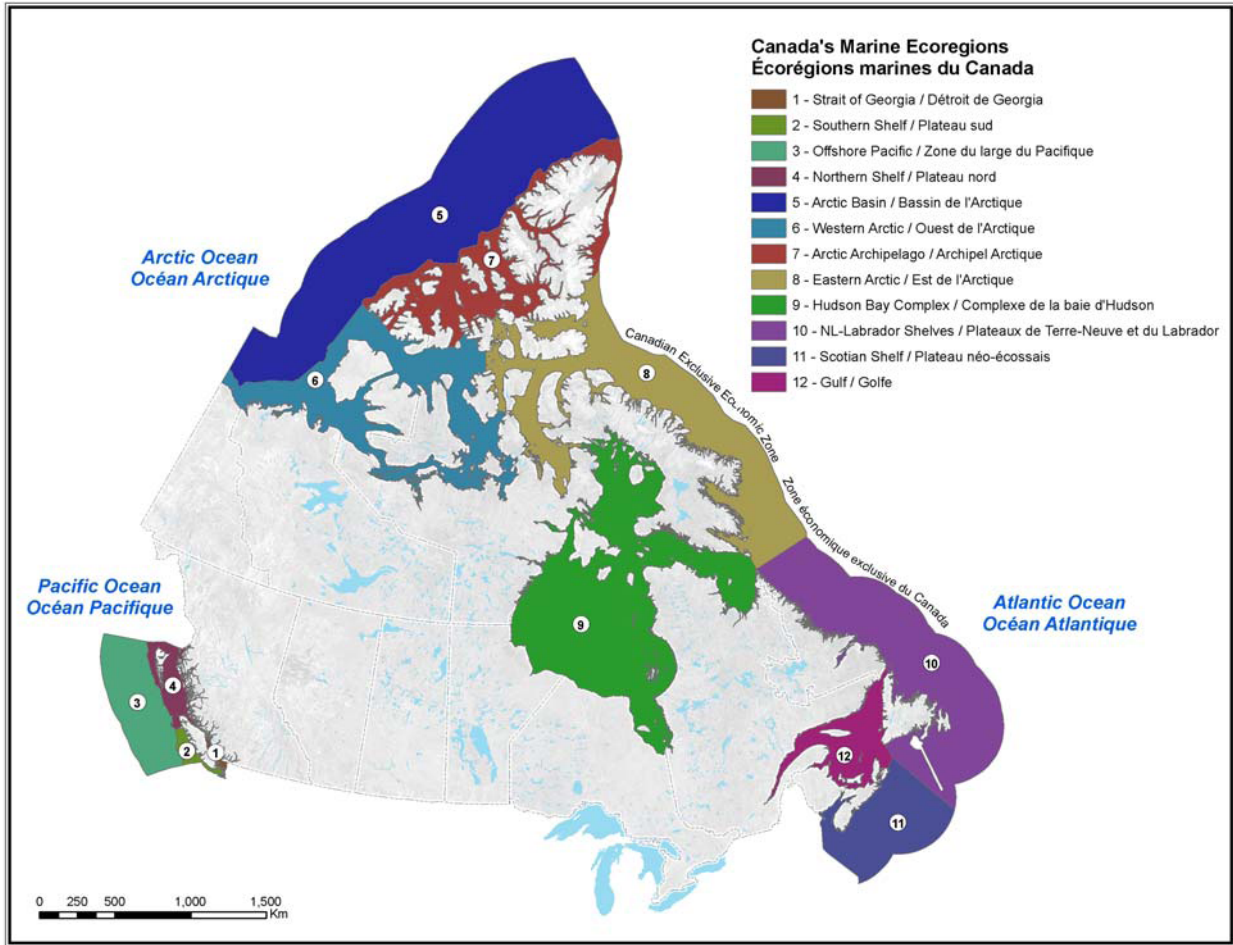 Canada's Marine Ecoregions
Écorégions marines du Canada
1 - Strait of Georgia / Détroit de Georgia
2 - Southern Shelf / Plateau sud
3 - Offshore Pacific / Zone du large du Pacifique
4 - Northern Shelf / Plateau nord
5 - Arctic Basin / Bassin de l'Arctique
6 - Western Arctic / Ouest de l'Arctique
7 - Arctic Archipelago / Archipel Arctique
8 - Eastern Arctic / Est de l'Arctique
9 - Hudson Bay Complex / Complexe de la baie d'Hudson
10 - NL-Labrador Shelves / Plateaux de Terre-Neuve et du Labrador
11 - Scotian Shelf / Plateau néo-écossais
12 - Gulf / Golfe
Arctic Ocean
Océan Arctique
5
7
6
8
Canadian Exclusive Economic Zone
Zone économique exclusive du Canada
Pacific Ocean
Océan Pacifique
Atlantic Ocean
Océan Atlantique
9
10
4
3
2
1
12
11
0 250 500 1,000 1,500
Km